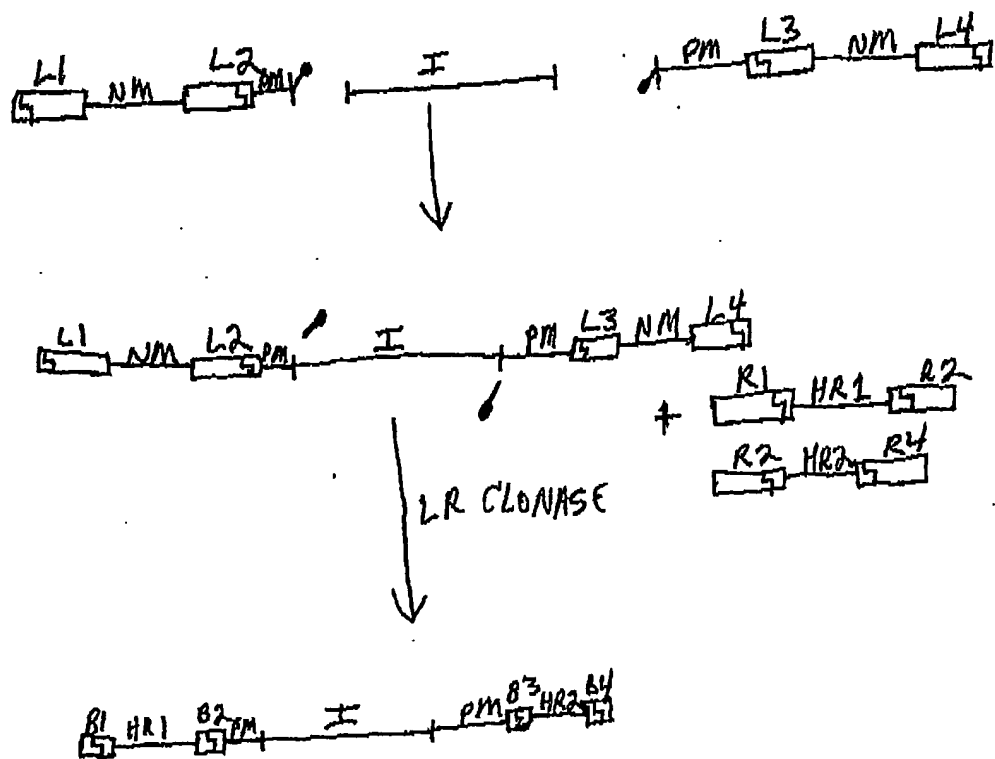 L1 NM L2 PM I PM L3 NM L4
L1 NM L2 PM I PM L3 NM L4
+ R1 HR1 R2
R2 HR2 R4
LR CLONASE
B1 HR1 B2 PM I PM B3 HR2 B4